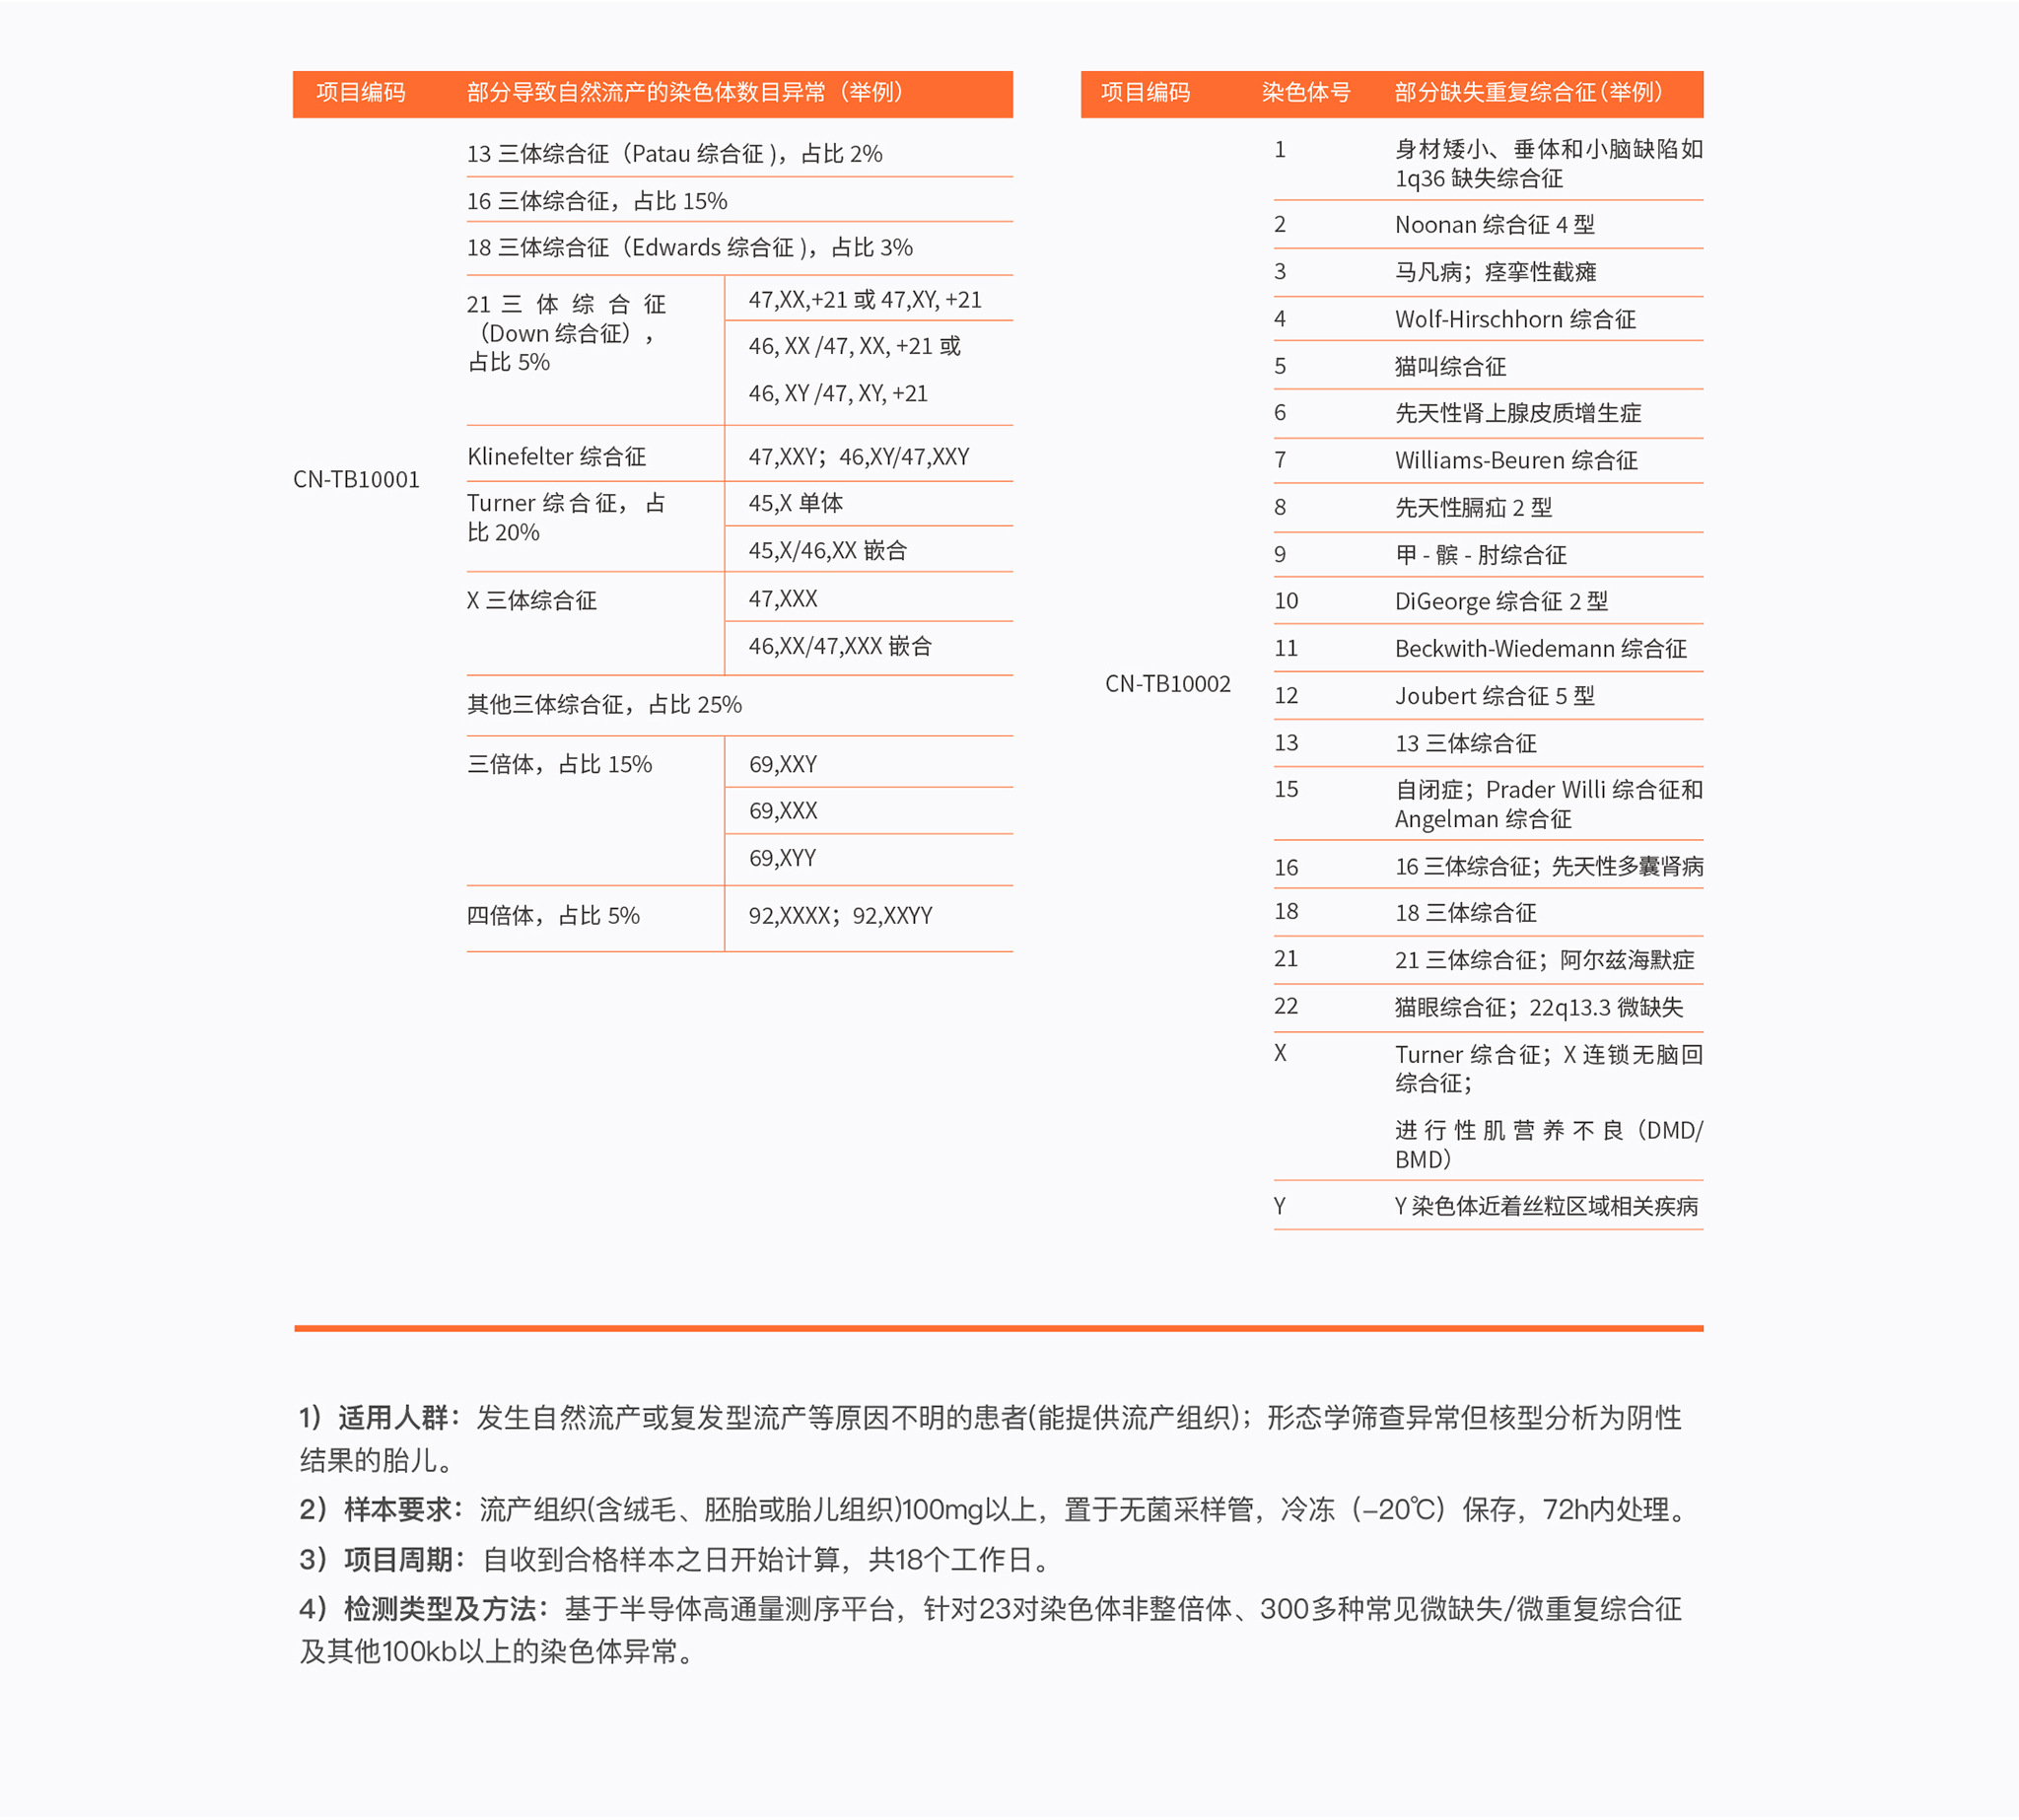 项目编码 部分导致自然流产的染色体数目异常（举例）
13 三体综合征（Patau 综合征 )，占比 2%
16 三体综合征，占比 15%
18 三体综合征（Edwards 综合征 )，占比 3%
21 三 体 综 合 征
（Down 综合征），
占比 5%
47,XX,+21 或 47,XY, +21
46, XX /47, XX, +21 或
46, XY /47, XY, +21
Klinefelter 综合征 47,XXY；46,XY/47,XXY
CN-TB10001
Turner 综 合 征， 占
比 20%
45,X 单体
45,X/46,XX 嵌合
X 三体综合征 47,XXX
46,XX/47,XXX 嵌合
其他三体综合征，占比 25%
三倍体，占比 15% 69,XXY
69,XXX
69,XYY
四倍体，占比 5% 92,XXXX；92,XXYY
项目编码 染色体号 部分缺失重复综合征（举例）
1 身材矮小、垂体和小脑缺陷如
1q36 缺失综合征
2 Noonan 综合征 4 型
3 马凡病；痉挛性截瘫
4 Wolf-Hirschhorn 综合征
5 猫叫综合征
6 先天性肾上腺皮质增生症
7 Williams-Beuren 综合征
8 先天性膈疝 2 型
9 甲 - 髌 - 肘综合征
10 DiGeorge 综合征 2 型
11 Beckwith-Wiedemann 综合征
CN-TB10002
12 Joubert 综合征 5 型
13 13 三体综合征
15 自闭症；Prader Willi 综合征和
Angelman 综合征
16 16 三体综合征；先天性多囊肾病
18 18 三体综合征
21 21 三体综合征；阿尔兹海默症
22 猫眼综合征；22q13.3 微缺失
X Turner 综合征；X 连锁无脑回
综合征；
进 行 性 肌 营 养 不 良（DMD/
BMD）
Y Y 染色体近着丝粒区域相关疾病
1）适用人群：发生自然流产或复发型流产等原因不明的患者(能提供流产组织)；形态学筛查异常但核型分析为阴性
结果的胎儿。
2）样本要求：流产组织(含绒毛、胚胎或胎儿组织)100mg以上，置于无菌采样管，冷冻（–20℃）保存，72h内处理。
3）项目周期：自收到合格样本之日开始计算，共18个工作日。
4）检测类型及方法：基于半导体高通量测序平台，针对23对染色体非整倍体、300多种常见微缺失/微重复综合征
及其他100kb以上的染色体异常。